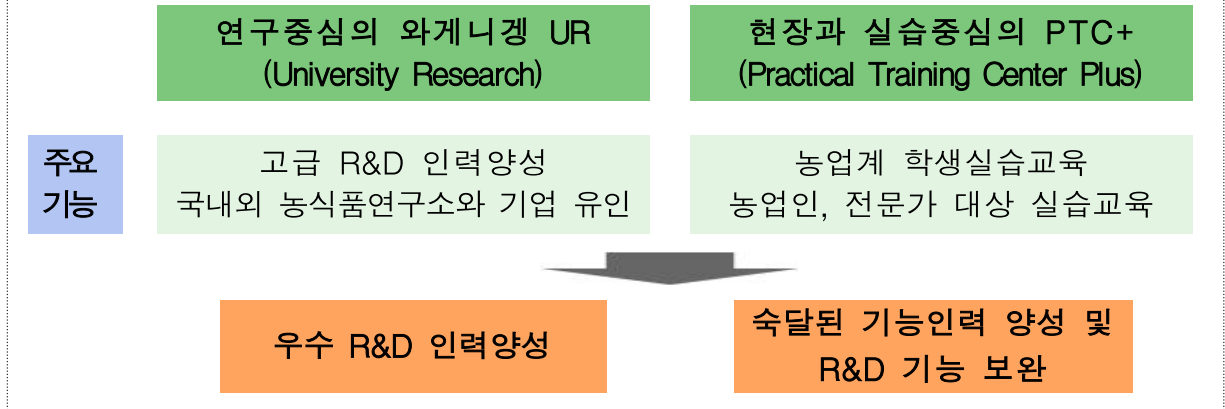 연구중심의 와게니겡 UR
(University Research)
현장과 실습중심의 PTC+
(Practical Training Center Plus)
주요
기능
고급 R&D 인력양성
국내외 농식품연구소와 기업 유인
농업계 학생실습교육
농업인, 전문가 대상 실습교육
우수 R&D 인력양성
숙달된 기능인력 양성 및
R&D 기능 보완